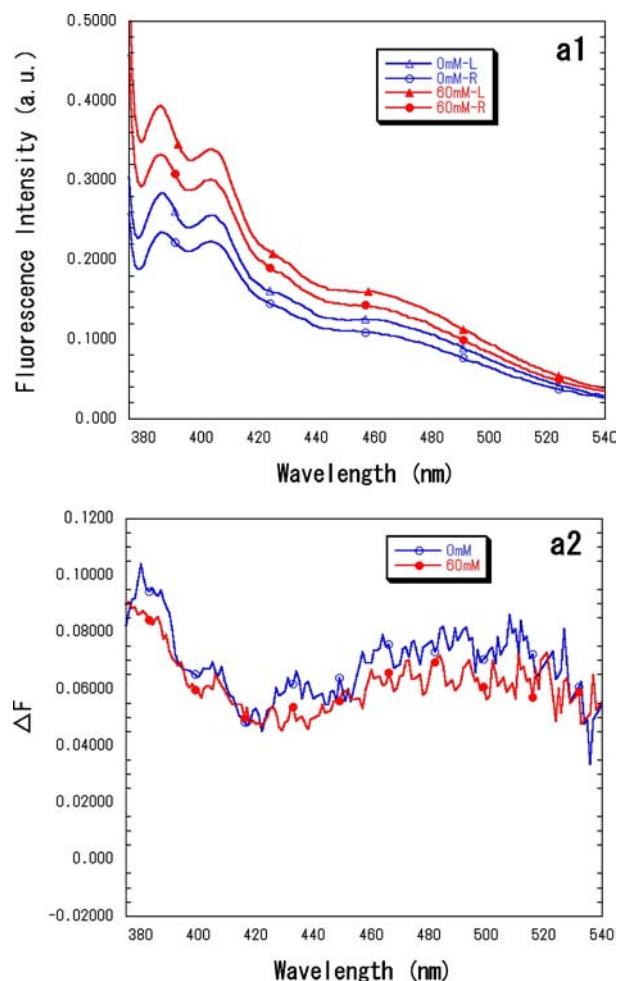 a1
0mM-L
0mM-R
60mM-L
60mM-R
Fluorescence Intensity (a.u.)
0.5000
0.4000
0.3000
0.2000
0.1000
0.000
380 400 420 440 460 480 500 520 540
Wavelength (nm)
a2
0mM
60mM
△F
0.1200
0.10000
0.08000
0.06000
0.04000
0.02000
0.000
-0.02000
380 400 420 440 460 480 500 520 540
Wavelength (nm)